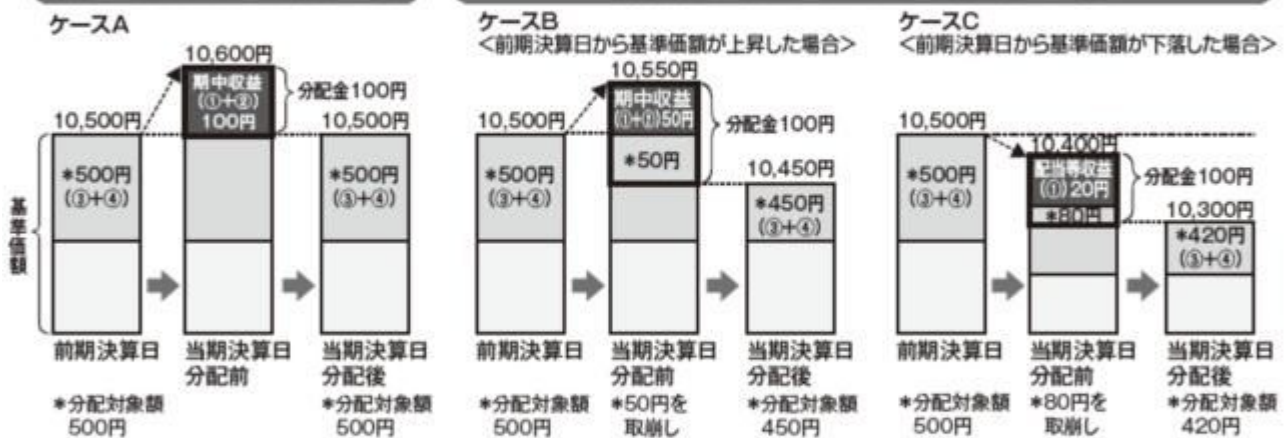 ケースA
10,600円
期中収益
(①+②)
100円
分配金100円
10,500円
10,500円
*500円
(③+④)
*500円
(③+④)
基準価額
前期決算日
当期決算日
分配前
当期決算日
分配後
*分配対象額
500円
*分配対象額
500円
ケースB
<前期決算日から基準価額が上昇した場合>
10,550円
期中収益
(①+②)50円
分配金100円
10,500円
*50円
10,450円
*500円
(③+④)
*450円
(③+④)
前期決算日
当期決算日
分配前
当期決算日
分配後
*分配対象額
500円
*50円を
取崩し
*分配対象額
450円
ケースC
<前期決算日から基準価額が下落した場合>
10,500円
10,400円
配当等収益
(①)20円
分配金100円
*500円
(③+④)
*80円
10,300円
*420円
(③+④)
前期決算日
当期決算日
分配前
当期決算日
分配後
*分配対象額
500円
*80円を
取崩し
*分配対象額
420円